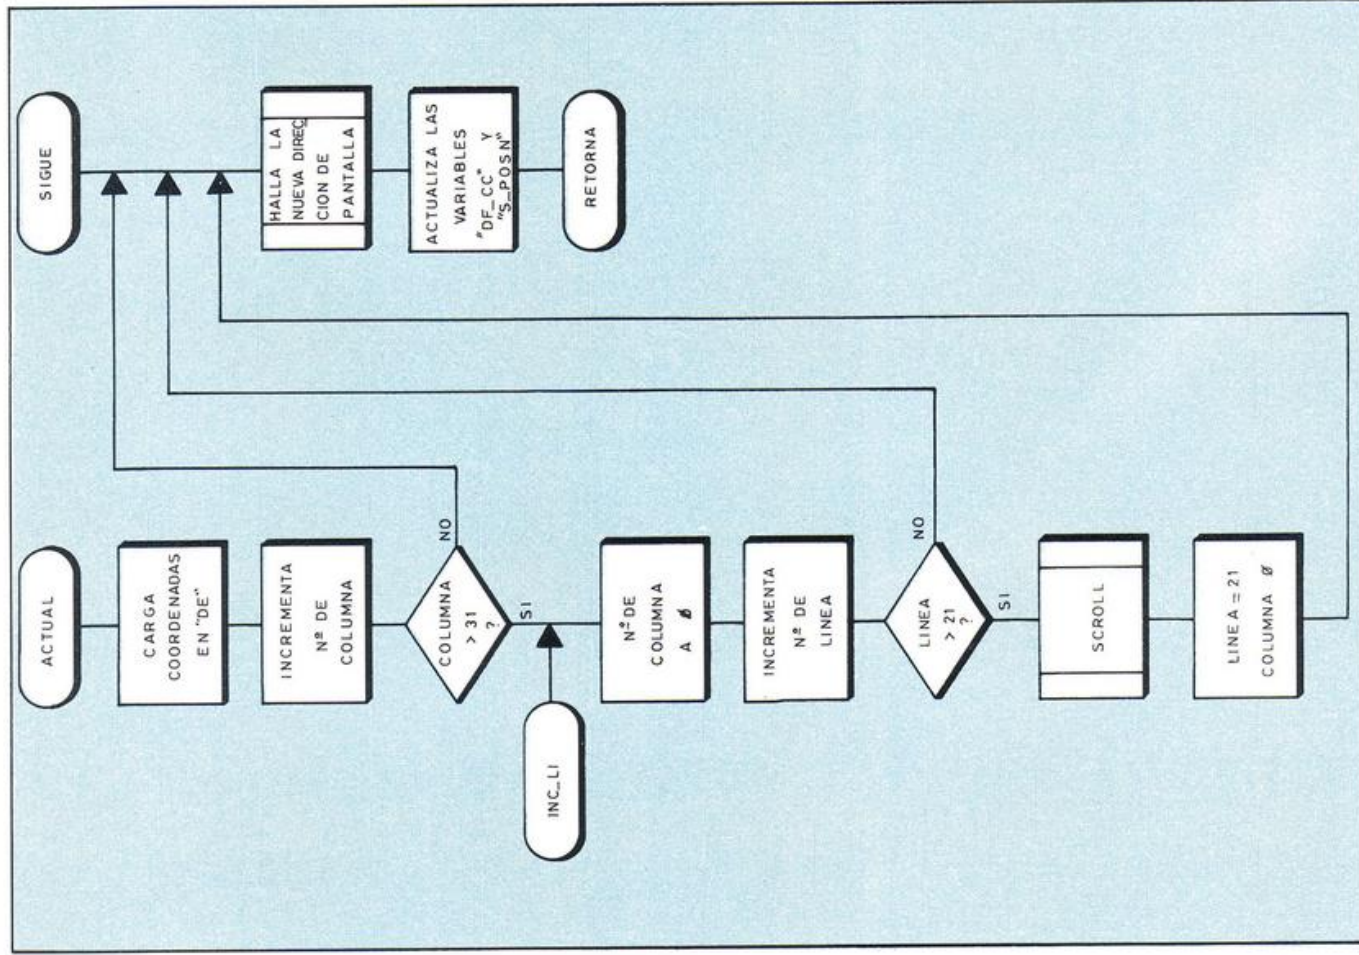 ACTUAL
CARGA
COORDENADAS
EN "DE"
INCREMENTA
Nº DE
COLUMNA
COLUMNA
> 31
?
NO
SI
INC_LI
Nº DE
COLUMNA
A Ø
INCREMENTA
Nº DE
LINEA
LINEA
> 21
?
NO
SI
SCROLL
LINEA = 21
COLUMNA Ø
SIGUE
HALLA LA
NUEVA DIREC
CION DE
PANTALLA
ACTUALIZA LAS
VARIABLES
"DF_CC" Y
"S_POSN"
RETORNA